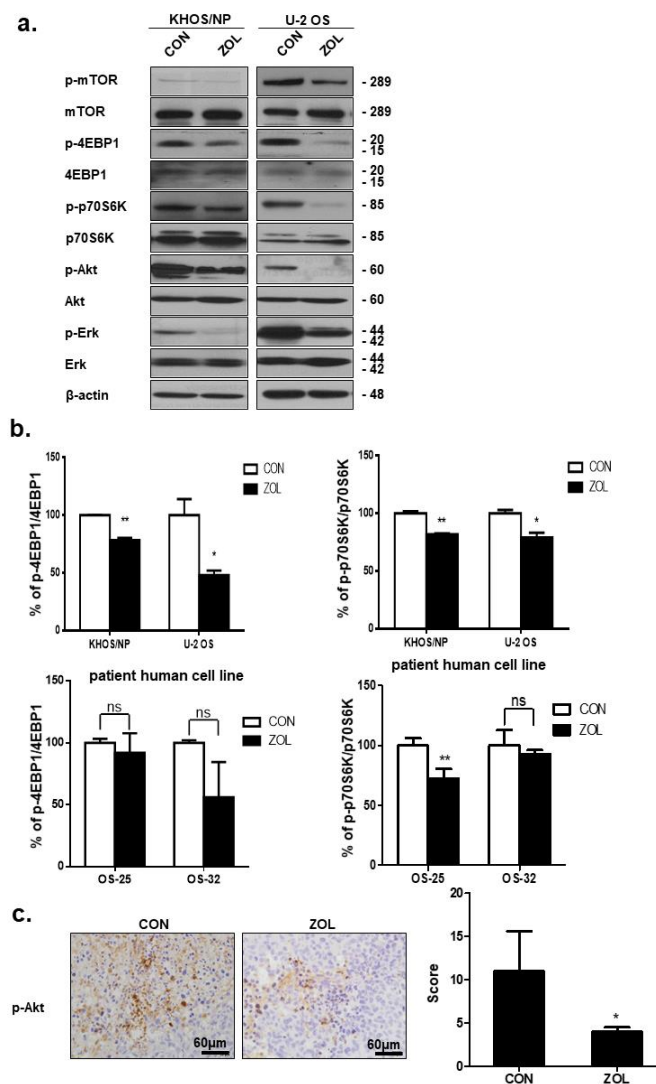 a.
KHOS/NP U-2 OS
CON ZOL CON ZOL
p-mTOR - 289
mTOR - 289
p-4EBP1 - 20
- 15
4EBP1 - 20
- 15
p-p70S6K - 85
p70S6K - 85
p-Akt - 60
Akt - 60
p-Erk - 44
- 42
Erk - 44
- 42
β-actin - 48
b.
% of p-4EBP1/4EBP1
150
100
50
0
** *
KHOS/NP U-2 OS
CON
ZOL
% of p-p70S6K/p70S6K
150
100
50
0
** *
KHOS/NP U-2 OS
CON
ZOL
patient human cell line
% of p-4EBP1/4EBP1
150
100
50
0
ns ns
OS-25 OS-32
CON
ZOL
patient human cell line
% of p-p70S6K/p70S6K
150
100
50
0
** ns
OS-25 OS-32
CON
ZOL
c.
CON ZOL
p-Akt
60µm 60µm
Score
20
15
10
5
0
*
CON ZOL